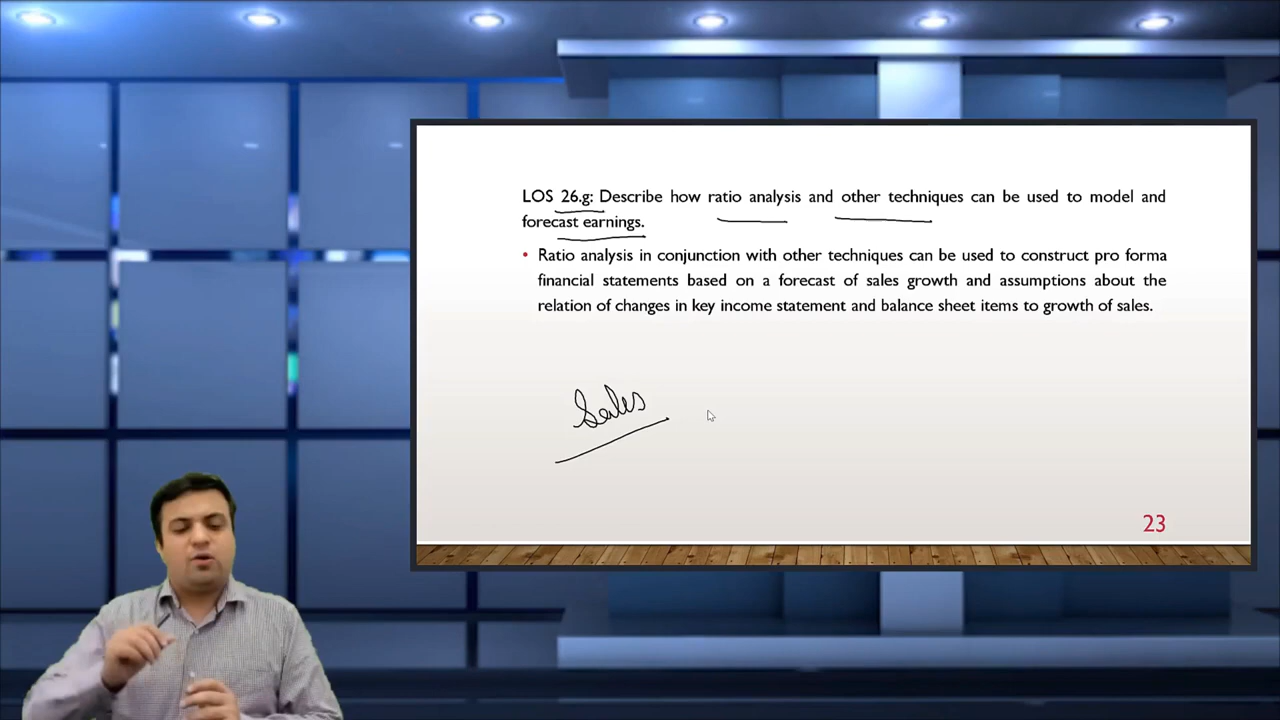 LOS 26.g: Describe how ratio analysis and other techniques can be used to model and
forecast earnings.
• Ratio analysis in conjunction with other techniques can be used to construct pro forma
financial statements based on a forecast of sales growth and assumptions about the
relation of changes in key income statement and balance sheet items to growth of sales.
Sales
23